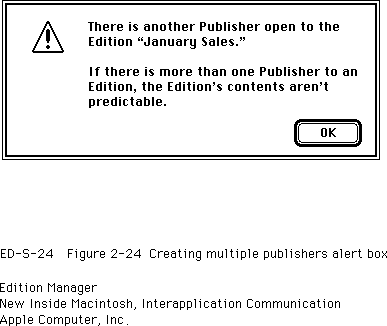 There is another Publisher open to the
Edition “January Sales.”
If there is more than one Publisher to an
Edition, the Edition’s contents aren’t
predictable.
OK
ED-S-24 Figure 2-24 Creating multiple publishers alert box
Edition Manager
New Inside Macintosh, Interapplication Communication
Apple Computer, Inc.